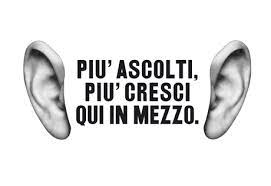 PIU' ASCOLTI,
PIU' CRESCI
QUI IN MEZZO.